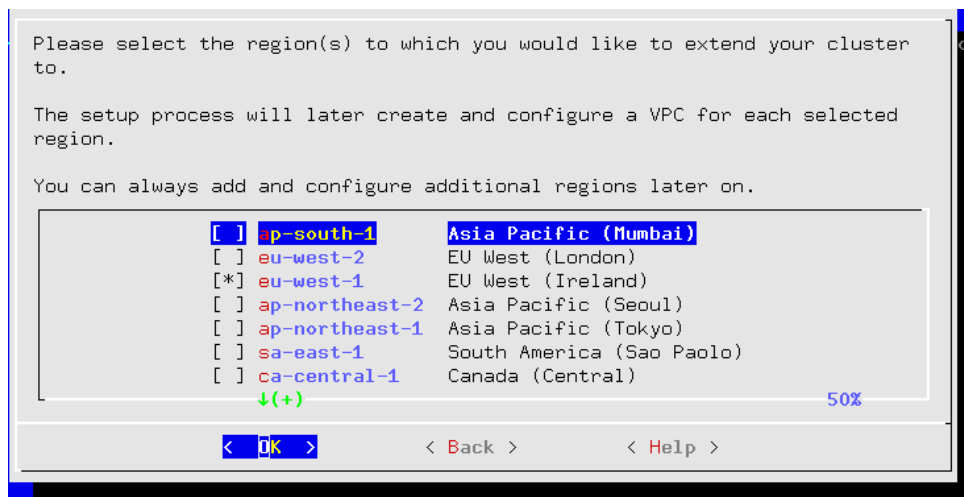 Please select the region(s) to which you would like to extend your cluster
to.
The setup process will later create and configure a VPC for each selected
region.
You can always add and configure additional regions later on.
[ ] ap-south-1 Asia Pacific (Mumbai)
[ ] eu-west-2 EU West (London)
[*] eu-west-1 EU West (Ireland)
[ ] ap-northeast-2 Asia Pacific (Seoul)
[ ] ap-northeast-1 Asia Pacific (Tokyo)
[ ] sa-east-1 South America (Sao Paolo)
[ ] ca-central-1 Canada (Central)
↓(+) 50%
< OK > < Back > < Help >